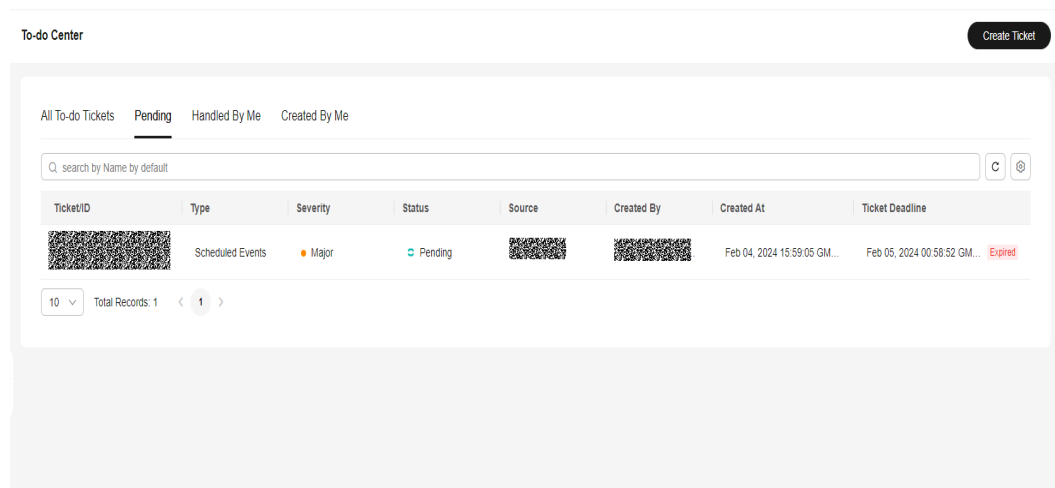 To-do Center
Create Ticket
All To-do Tickets Pending Handled By Me Created By Me
search by Name by default
Ticket/ID Type Severity Status Source Created By Created At Ticket Deadline
Scheduled Events Major Pending Feb 04, 2024 15:59:05 GM... Feb 05, 2024 00:58:52 GM... Expired
10 Total Records: 1 1